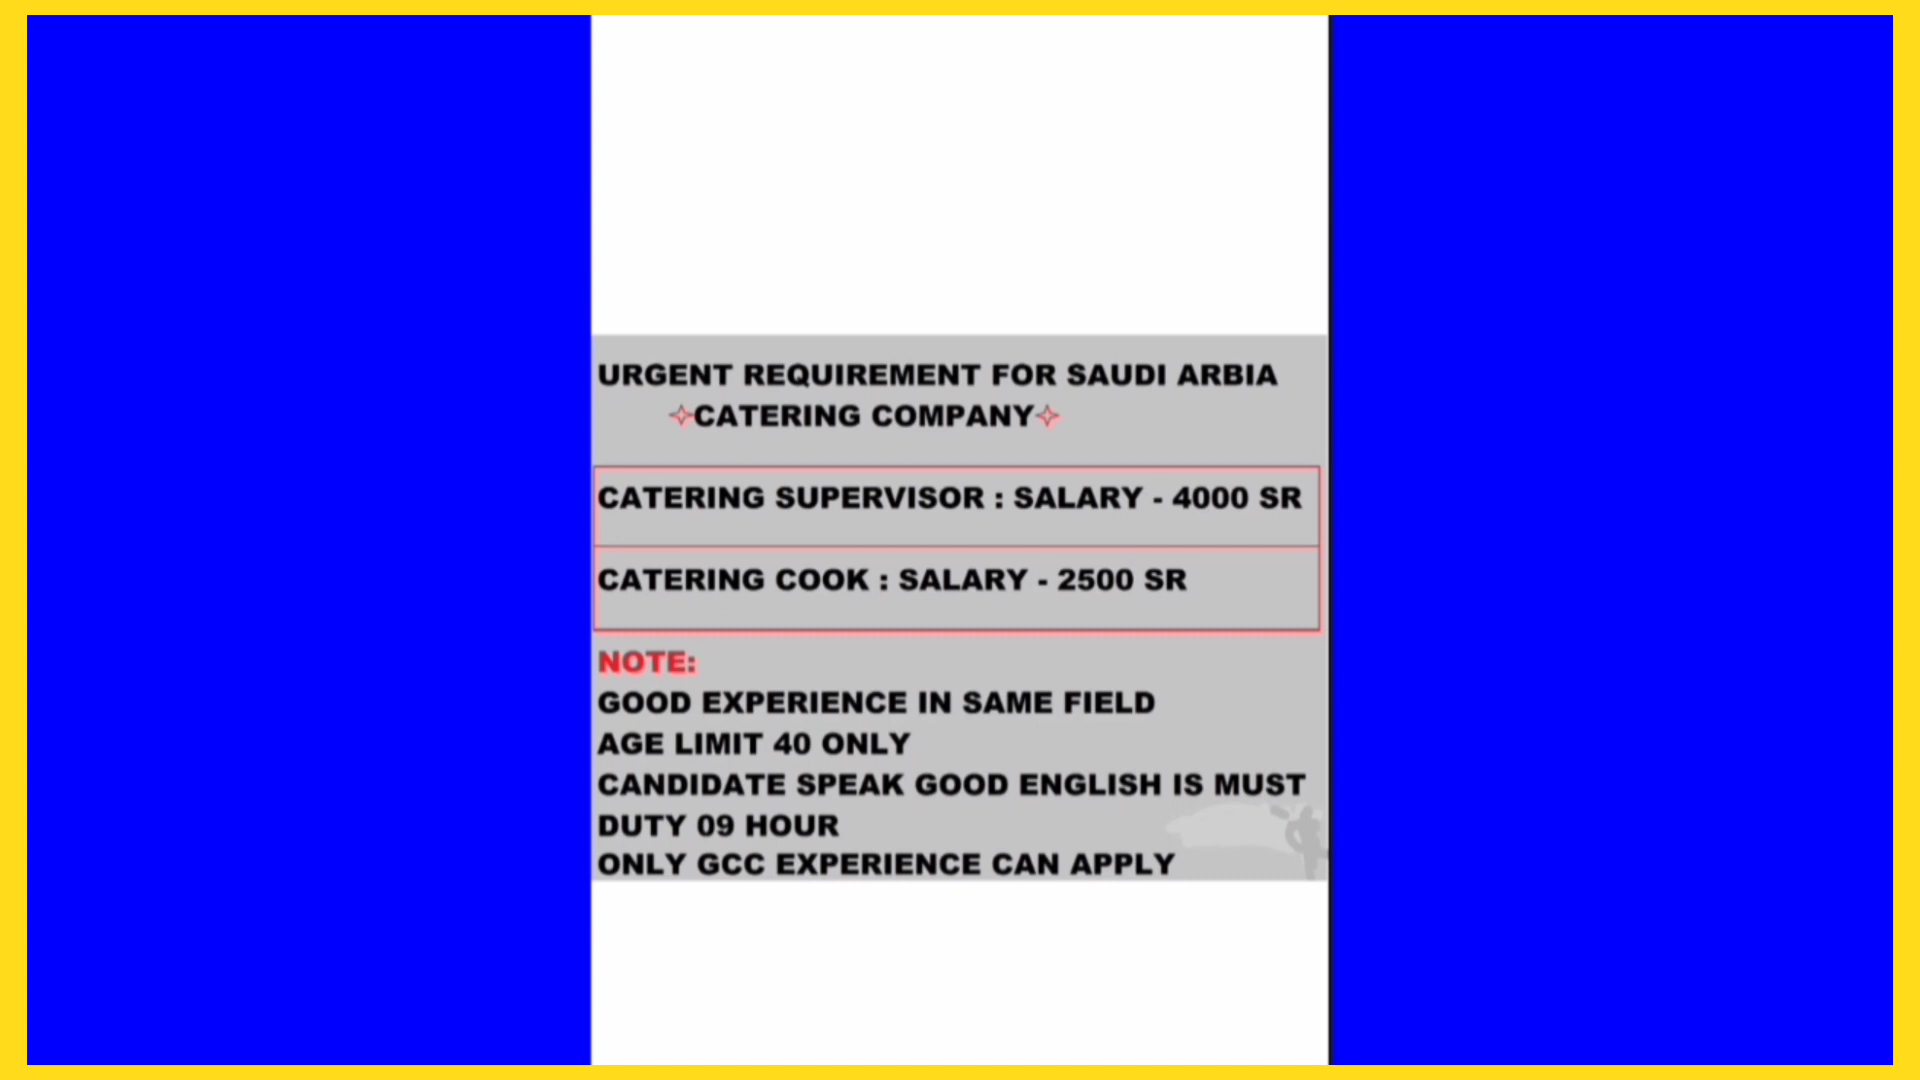 URGENT REQUIREMENT FOR SAUDI ARBIA
✧CATERING COMPANY✧
CATERING SUPERVISOR : SALARY - 4000 SR
CATERING COOK : SALARY - 2500 SR
NOTE:
GOOD EXPERIENCE IN SAME FIELD
AGE LIMIT 40 ONLY
CANDIDATE SPEAK GOOD ENGLISH IS MUST
DUTY 09 HOUR
ONLY GCC EXPERIENCE CAN APPLY